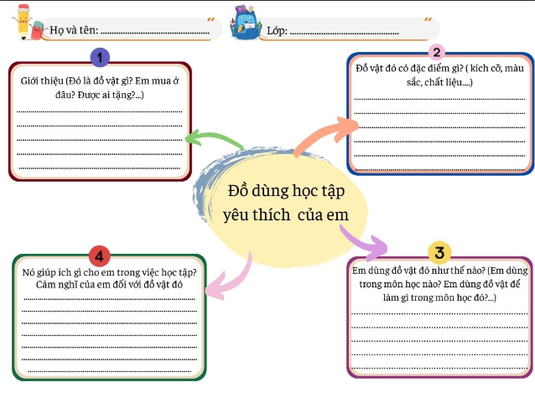 Họ và tên: ........................................
Lớp: ........................................
1
Giới thiệu (Đó là đồ vật gì? Em mua ở
đâu? Được ai tặng?...)
2
Đồ vật đó có đặc điểm gì? ( kích cỡ, màu
sắc, chất liệu....)
Đồ dùng học tập
yêu thích của em
4
Nó giúp ích gì cho em trong việc học tập?
Cảm nghĩ của em đối với đồ vật đó
3
Em dùng đồ vật đó như thế nào? (Em dùng
trong môn học nào? Em dùng đồ vật để
làm gì trong môn học đó?...)